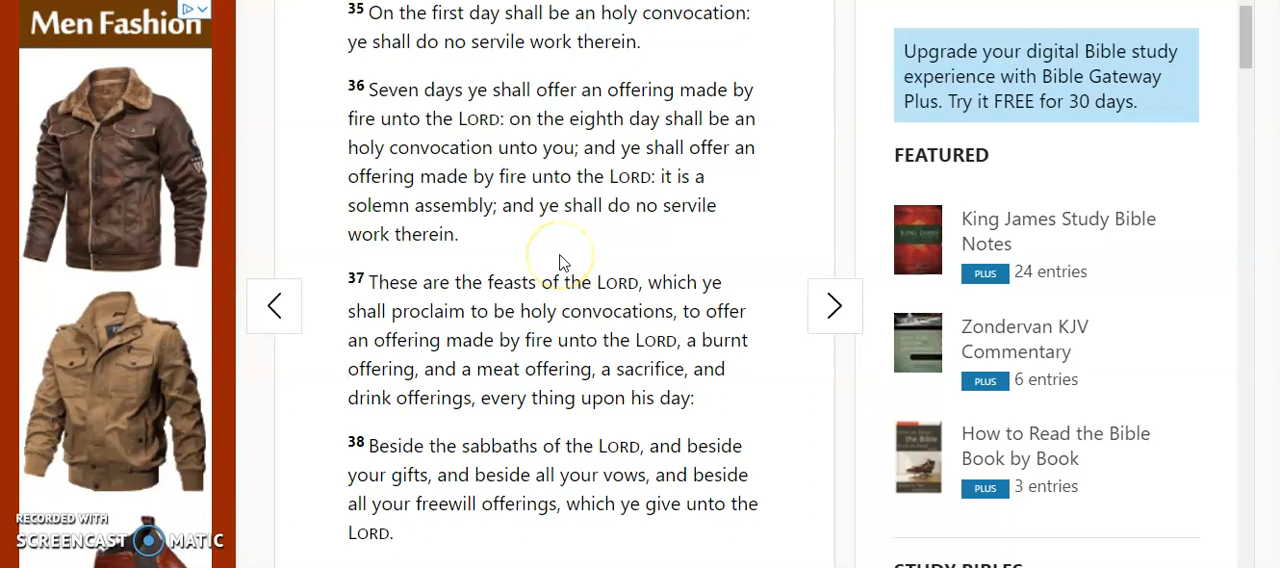 Men Fashion
35 On the first day shall be an holy convocation:
ye shall do no servile work therein.
36 Seven days ye shall offer an offering made by
fire unto the LORD: on the eighth day shall be an
holy convocation unto you; and ye shall offer an
offering made by fire unto the LORD: it is a
solemn assembly; and ye shall do no servile
work therein.
37 These are the feasts of the LORD, which ye
shall proclaim to be holy convocations, to offer
an offering made by fire unto the LORD, a burnt
offering, and a meat offering, a sacrifice, and
drink offerings, every thing upon his day:
38 Beside the sabbaths of the LORD, and beside
your gifts, and beside all your vows, and beside
all your freewill offerings, which ye give unto the
LORD.
Upgrade your digital Bible study
experience with Bible Gateway
Plus. Try it FREE for 30 days.
FEATURED
King James Study Bible
Notes
PLUS 24 entries
Zondervan KJV
Commentary
PLUS 6 entries
How to Read the Bible
Book by Book
PLUS 3 entries
STUDY BIBLES
RECORDED WITH
SCREENCAST MATIC